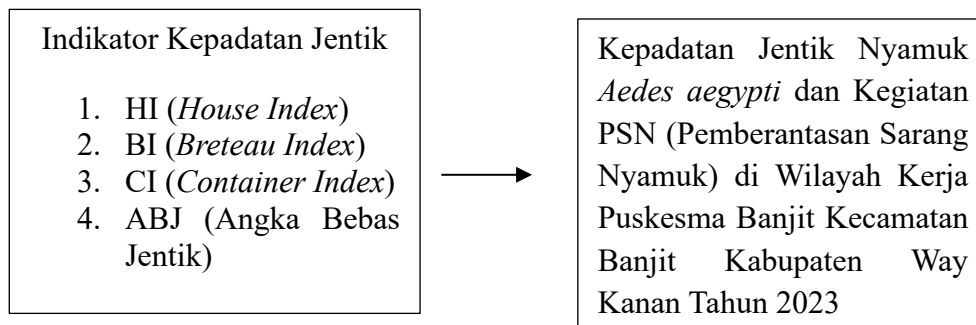 Indikator Kepadatan Jentik
1. HI (House Index)
2. BI (Breteau Index)
3. CI (Container Index)
4. ABJ (Angka Bebas
Jentik)
Kepadatan Jentik Nyamuk
Aedes aegypti dan Kegiatan
PSN (Pemberantasan Sarang
Nyamuk) di Wilayah Kerja
Puskesma Banjit Kecamatan
Banjit Kabupaten Way
Kanan Tahun 2023